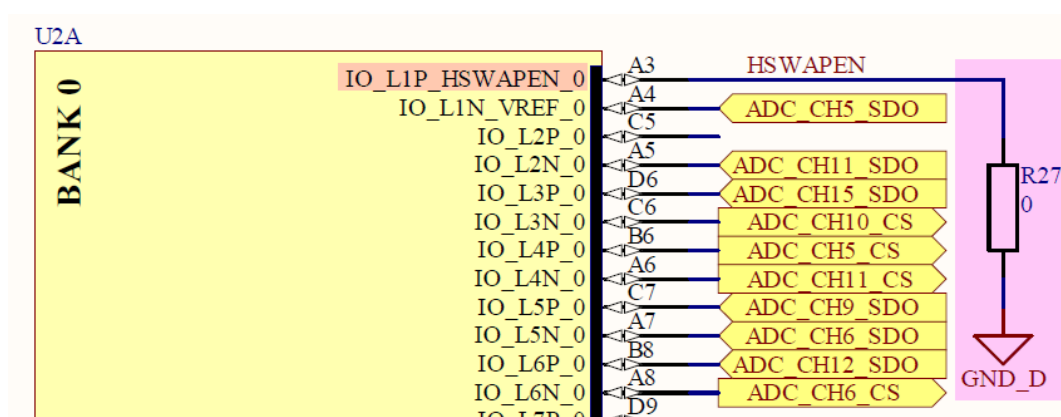 U2A
BANK 0
IO_L1P_HSWAPEN_0 A3 HSWAPEN
IO_L1N_VREF_0 A4 ADC_CH5_SDO
IO_L2P_0 C5
IO_L2N_0 A5 ADC_CH11_SDO
IO_L3P_0 D6 ADC_CH15_SDO
IO_L3N_0 C6 ADC_CH10_CS
IO_L4P_0 B6 ADC_CH5_CS
IO_L4N_0 A6 ADC_CH11_CS
IO_L5P_0 C7 ADC_CH9_SDO
IO_L5N_0 A7 ADC_CH6_SDO
IO_L6P_0 B8 ADC_CH12_SDO
IO_L6N_0 A8 ADC_CH6_CS
IO_L7P_0 D9
R27
0
GND_D